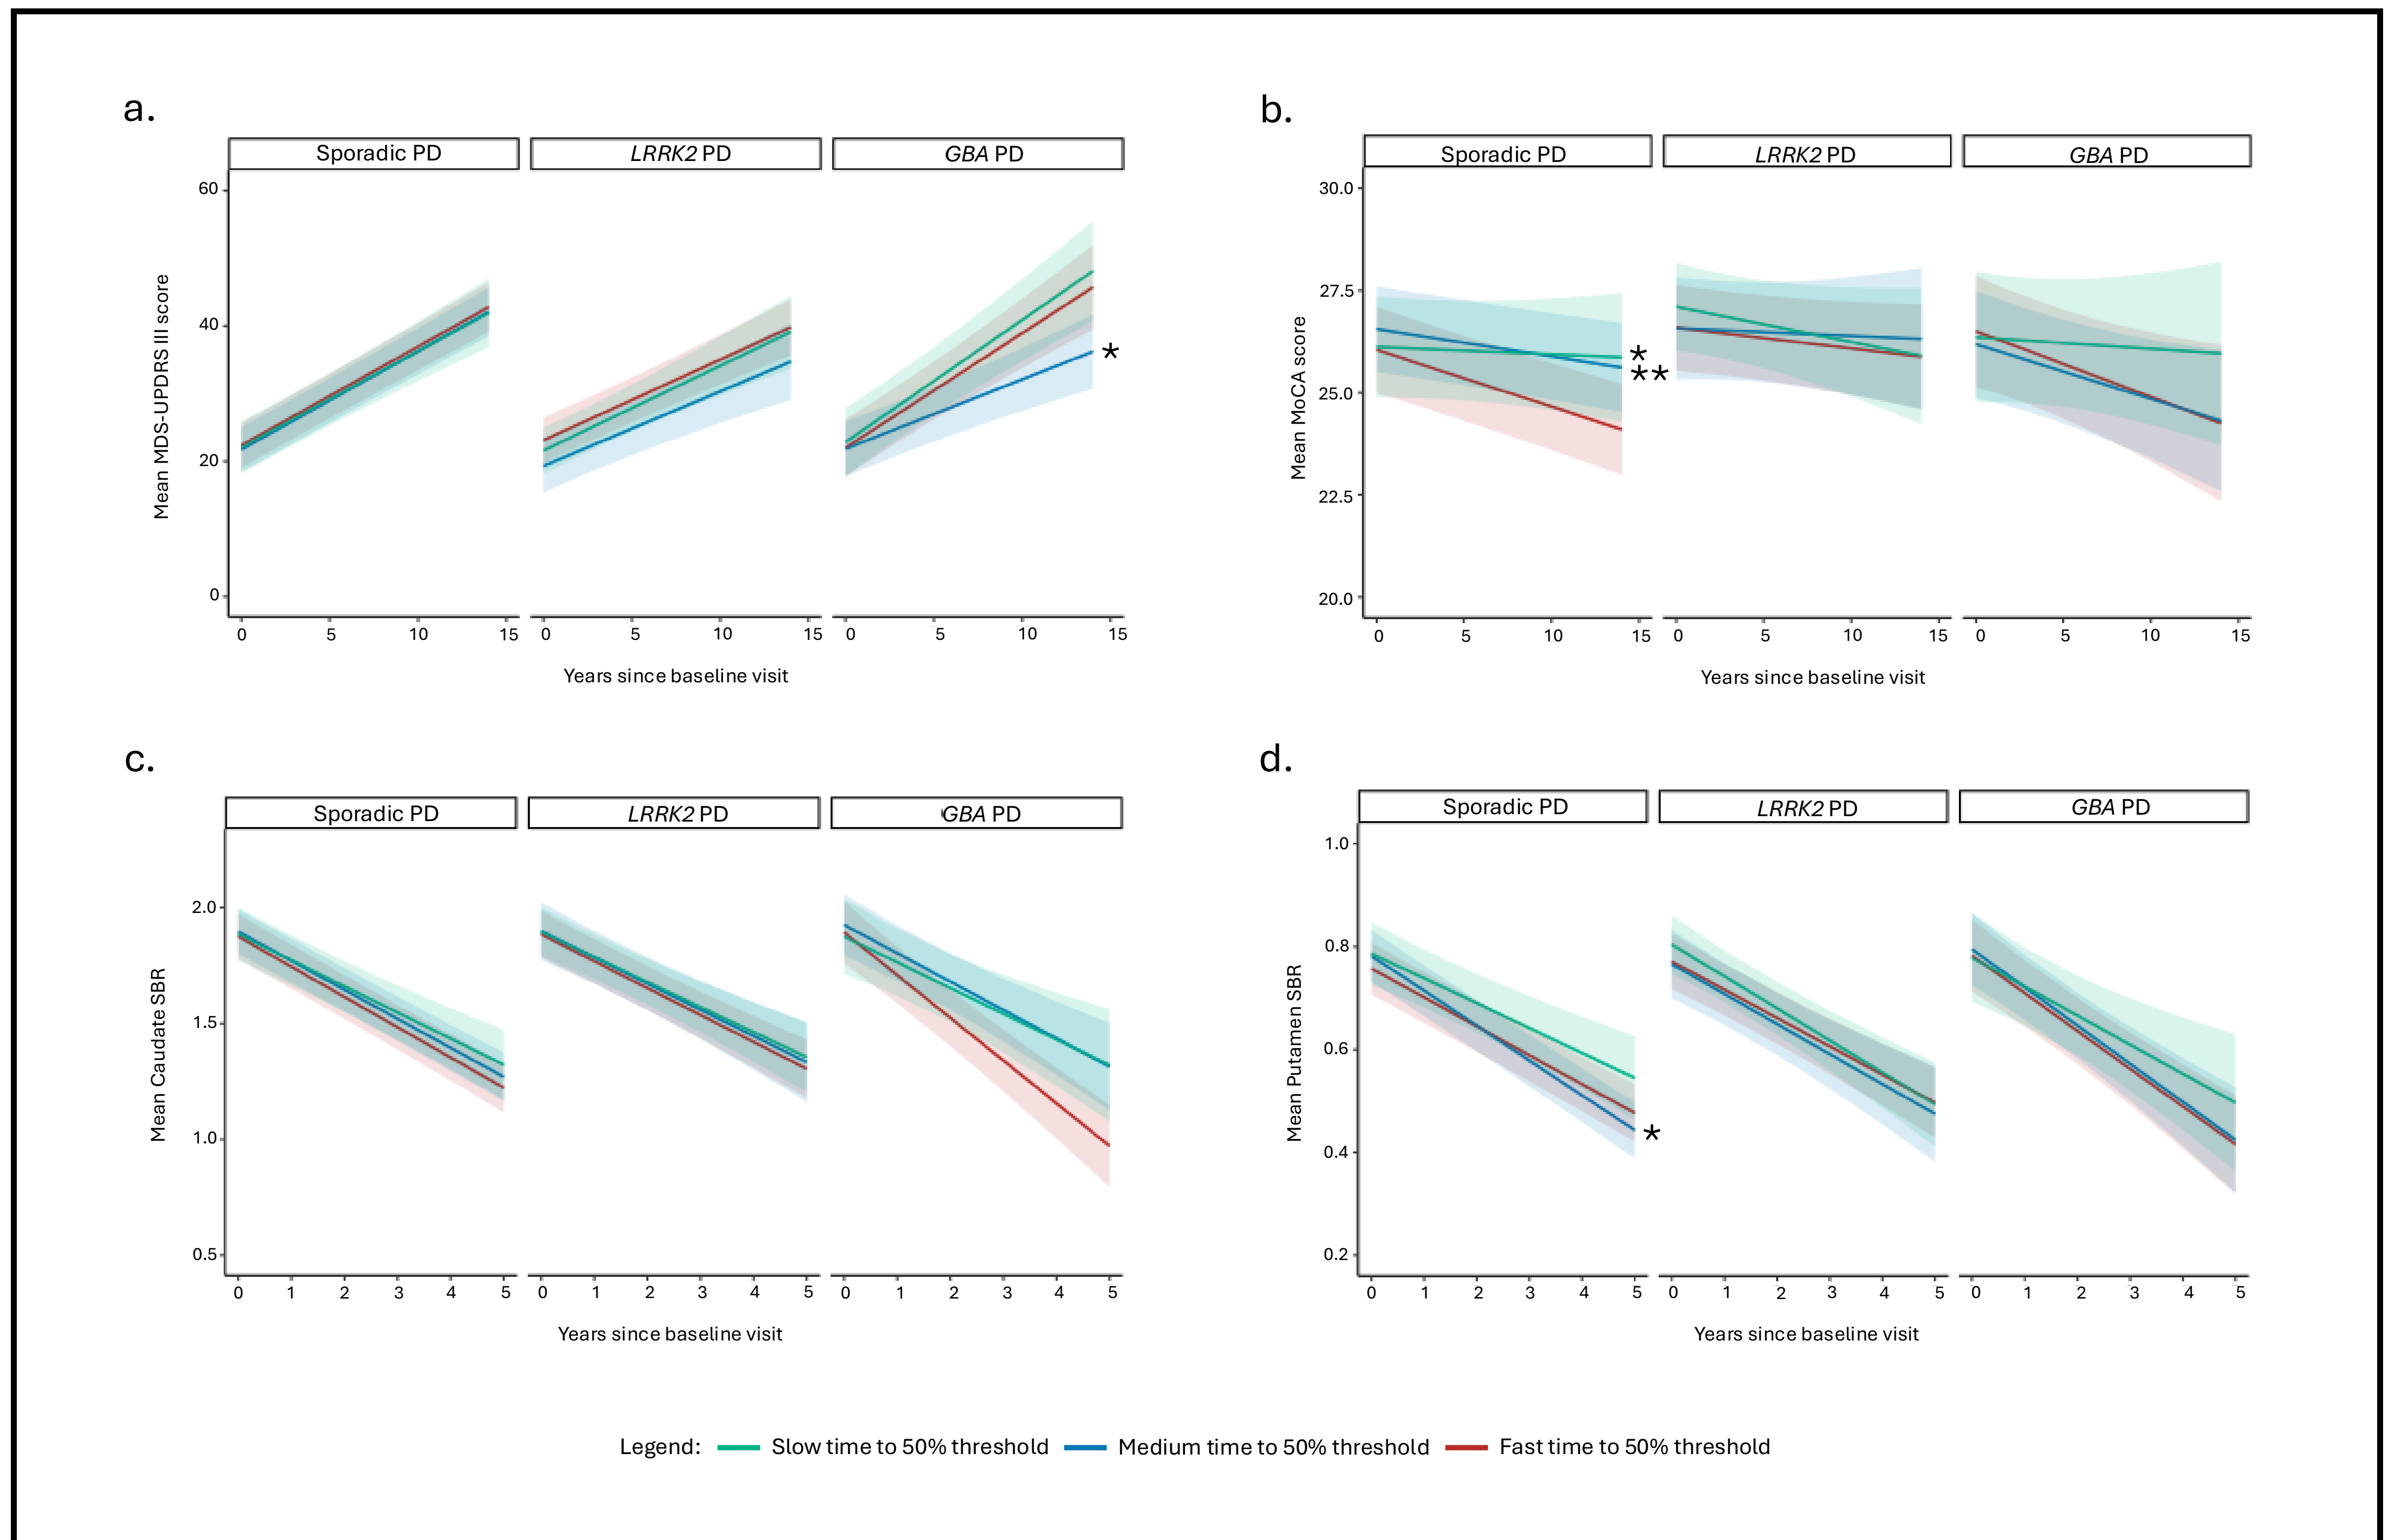 a.
Sporadic PD LRRK2 PD GBA PD
Mean MDS-UPDRS III score
60
40
20
0
0 5 10 15 0 5 10 15 0 5 10 15
Years since baseline visit
b.
Sporadic PD LRRK2 PD GBA PD
Mean MoCA score
30.0
27.5
25.0
22.5
20.0
*
**
0 5 10 15 0 5 10 15 0 5 10 15
Years since baseline visit
*
c.
Sporadic PD LRRK2 PD GBA PD
Mean Caudate SBR
2.0
1.5
1.0
0.5
0 1 2 3 4 5 0 1 2 3 4 5 0 1 2 3 4 5
Years since baseline visit
d.
Sporadic PD LRRK2 PD GBA PD
Mean Putamen SBR
1.0
0.8
0.6
0.4
0.2
*
0 1 2 3 4 5 0 1 2 3 4 5 0 1 2 3 4 5
Years since baseline visit
Legend: Slow time to 50% threshold Medium time to 50% threshold Fast time to 50% threshold